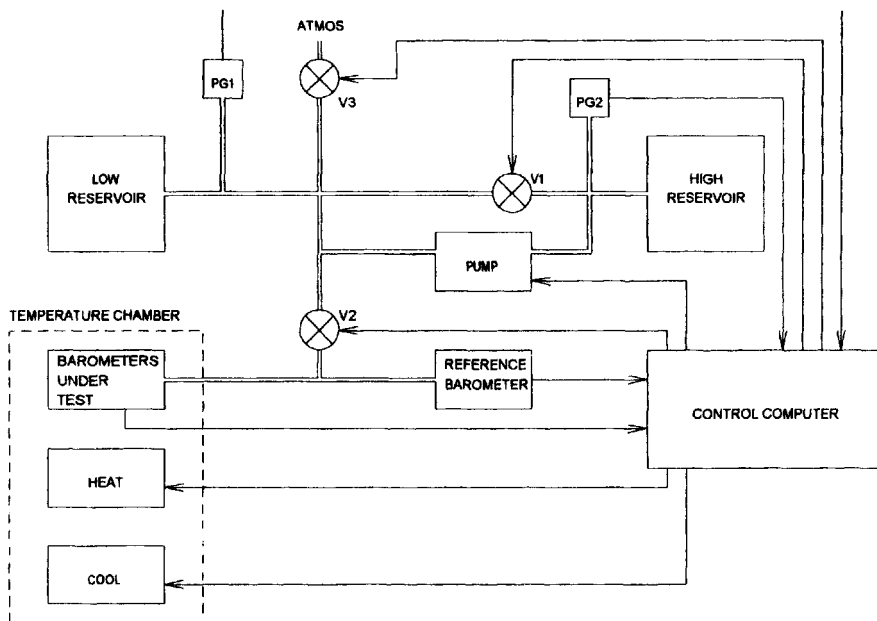 ATMOS
PG1
V3
PG2
LOW
RESERVOIR
V1
HIGH
RESERVOIR
PUMP
TEMPERATURE CHAMBER
V2
BAROMETERS
UNDER
TEST
REFERENCE
BAROMETER
CONTROL COMPUTER
HEAT
COOL